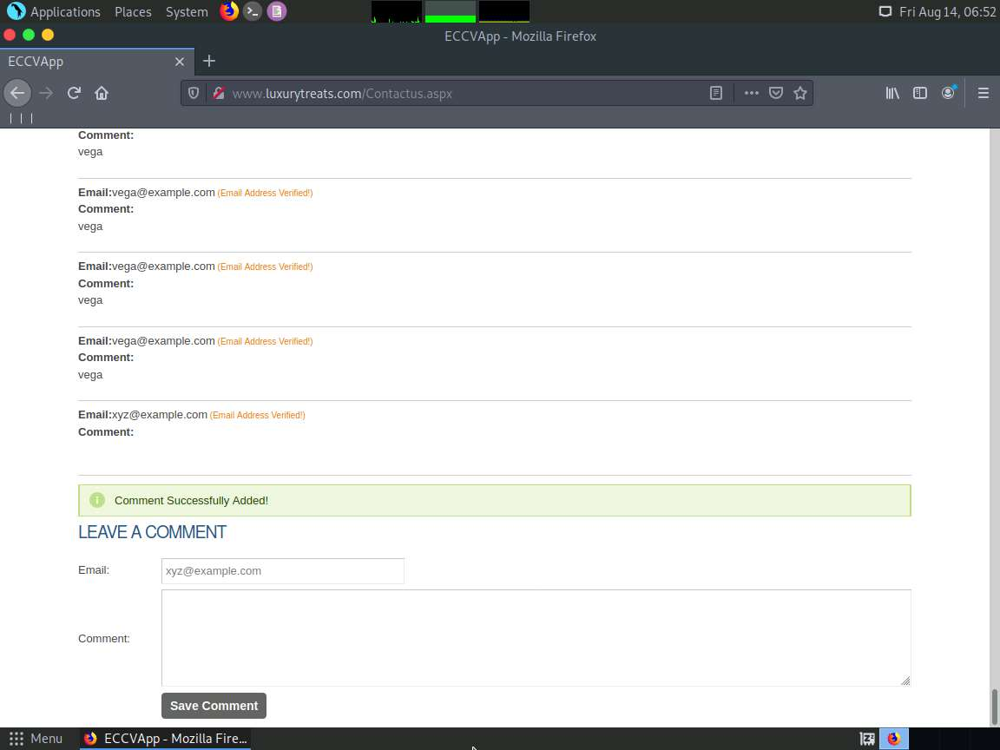 Applications Places System
Fri Aug 14, 06:52
ECCVApp - Mozilla Firefox
ECCVApp
www.luxurytreats.com/Contactus.aspx
Comment:
vega
Email:vega@example.com (Email Address Verified!)
Comment:
vega
Email:vega@example.com (Email Address Verified!)
Comment:
vega
Email:vega@example.com (Email Address Verified!)
Comment:
vega
Email:xyz@example.com (Email Address Verified!)
Comment:
Comment Successfully Added!
LEAVE A COMMENT
Email:
xyz@example.com
Comment:
Save Comment
Menu
ECCVApp - Mozilla Fire...